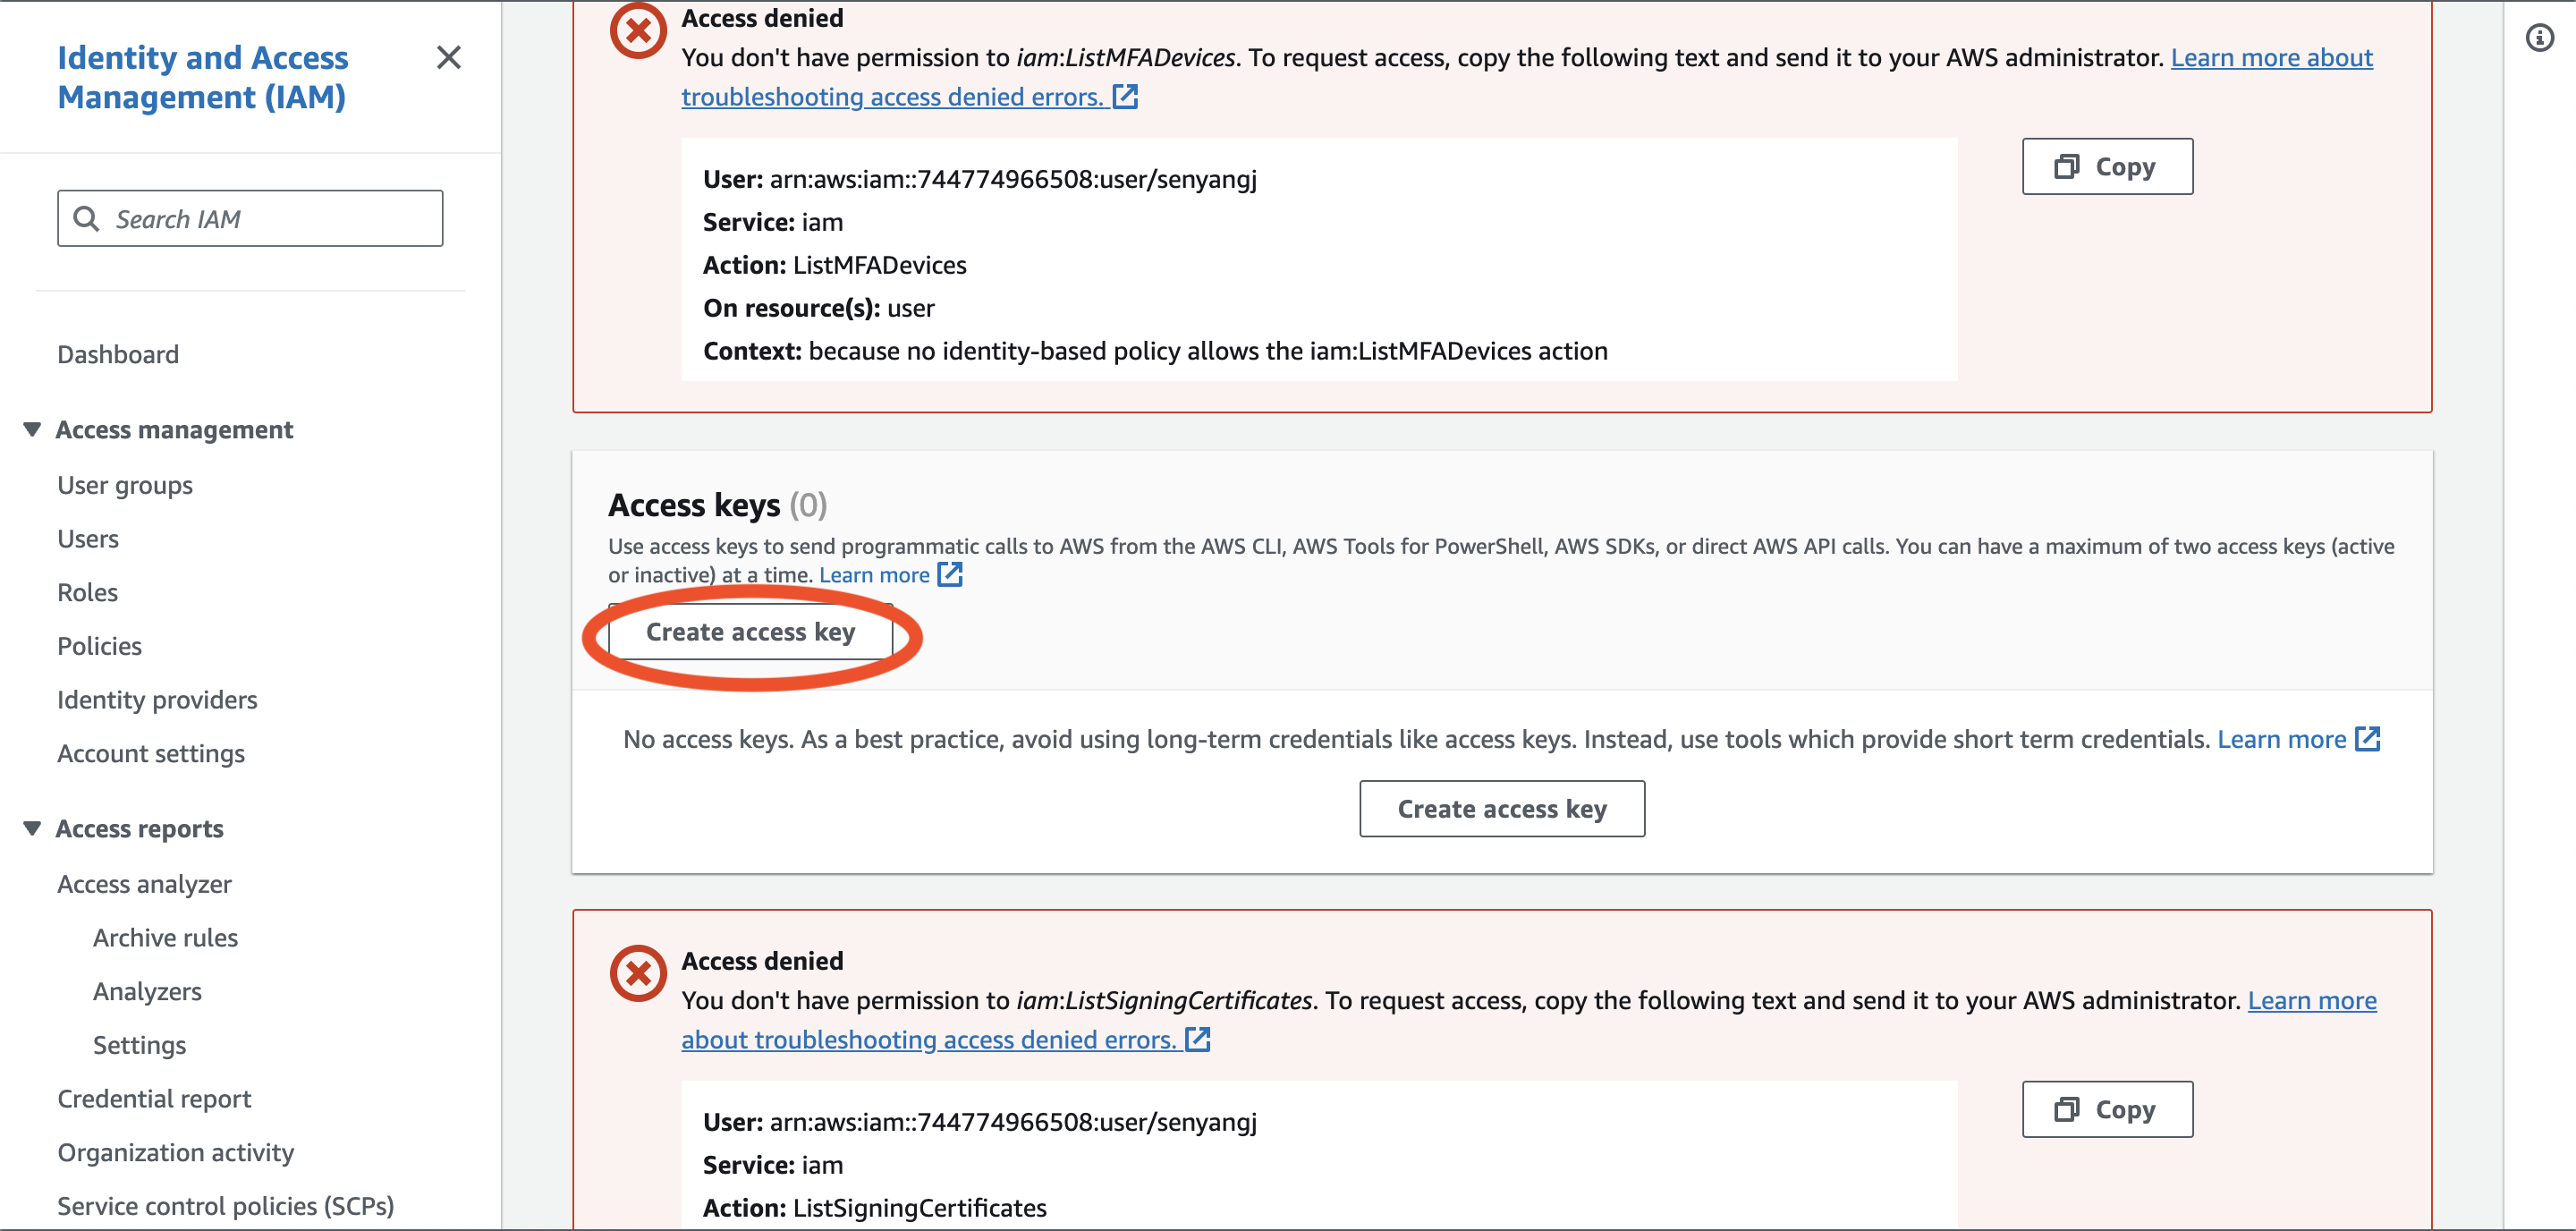 Identity and Access
Management (IAM)
Search IAM
Dashboard
Access management
User groups
Users
Roles
Policies
Identity providers
Account settings
Access reports
Access analyzer
Archive rules
Analyzers
Settings
Credential report
Organization activity
Service control policies (SCPs)
Access denied
You don't have permission to iam:ListMFADevices. To request access, copy the following text and send it to your AWS administrator. Learn more about
troubleshooting access denied errors.
User: arn:aws:iam::744774966508:user/senyangj
Service: iam
Action: ListMFADevices
On resource(s): user
Context: because no identity-based policy allows the iam:ListMFADevices action
Copy
Access keys (0)
Use access keys to send programmatic calls to AWS from the AWS CLI, AWS Tools for PowerShell, AWS SDKs, or direct AWS API calls. You can have a maximum of two access keys (active
or inactive) at a time. Learn more
Create access key
No access keys. As a best practice, avoid using long-term credentials like access keys. Instead, use tools which provide short term credentials. Learn more
Create access key
Access denied
You don't have permission to iam:ListSigningCertificates. To request access, copy the following text and send it to your AWS administrator. Learn more
about troubleshooting access denied errors.
User: arn:aws:iam::744774966508:user/senyangj
Service: iam
Action: ListSigningCertificates
Copy